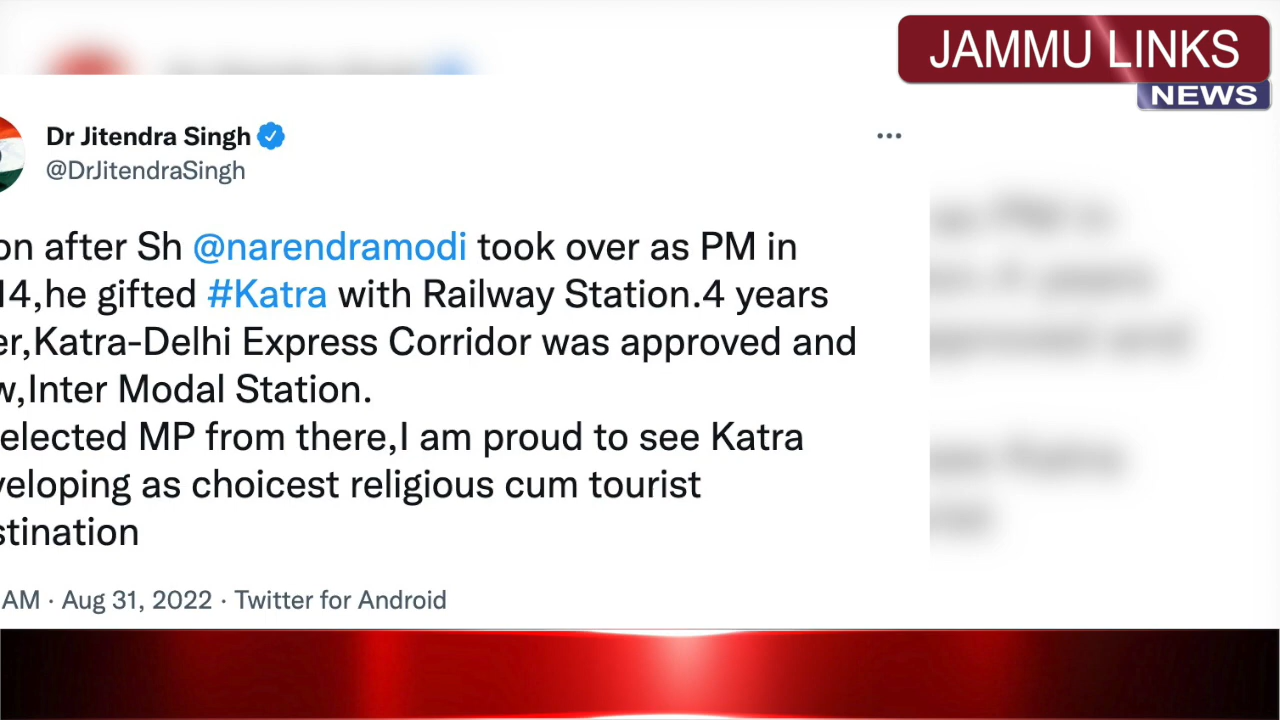 JAMMU LINKS
NEWS
Dr Jitendra Singh
@DrJitendraSingh
on after Sh @narendramodi took over as PM in
14,he gifted #Katra with Railway Station.4 years
er,Katra-Delhi Express Corridor was approved and
w,Inter Modal Station.
elected MP from there,I am proud to see Katra
veloping as choicest religious cum tourist
stination
AM · Aug 31, 2022 · Twitter for Android